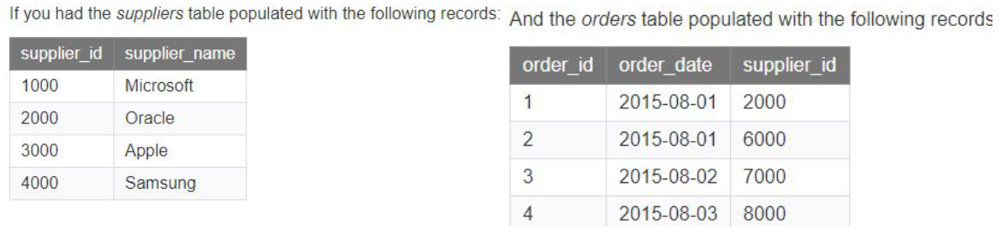 If you had the suppliers table populated with the following records:
supplier_id supplier_name
1000 Microsoft
2000 Oracle
3000 Apple
4000 Samsung
And the orders table populated with the following records
order_id order_date supplier_id
1 2015-08-01 2000
2 2015-08-01 6000
3 2015-08-02 7000
4 2015-08-03 8000